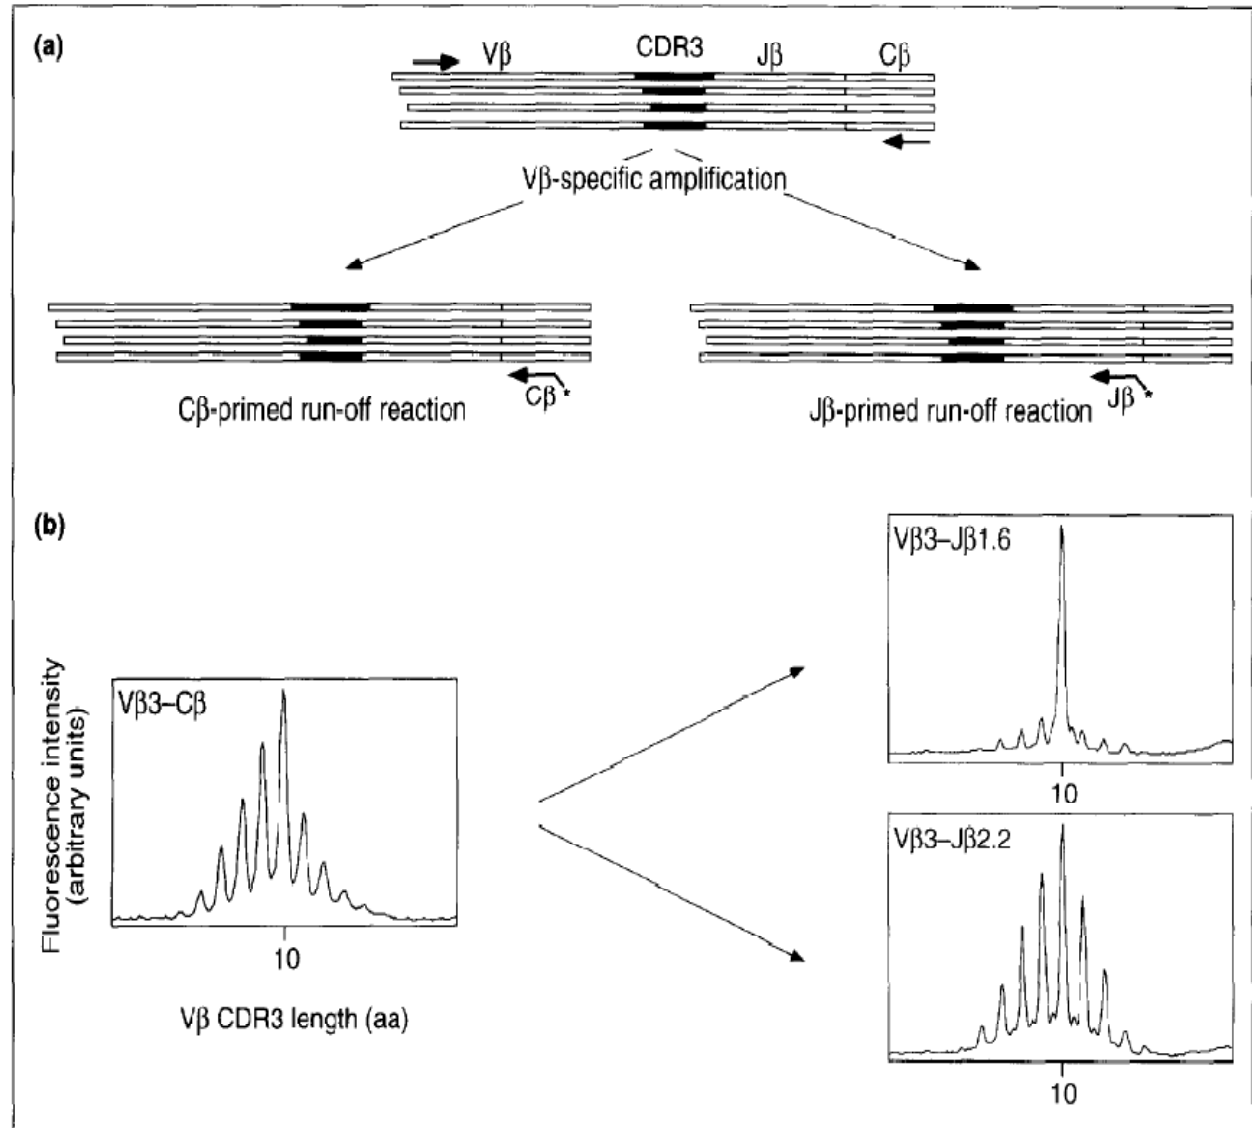 (a)
Vβ CDR3 Jβ Cβ
Vβ-specific amplification
Cβ*
Cβ-primed run-off reaction
Jβ*
Jβ-primed run-off reaction
(b)
Vβ3–Cβ
Fluorescence intensity
(arbitrary units)
10
Vβ CDR3 length (aa)
Vβ3–Jβ1.6
10
Vβ3–Jβ2.2
10